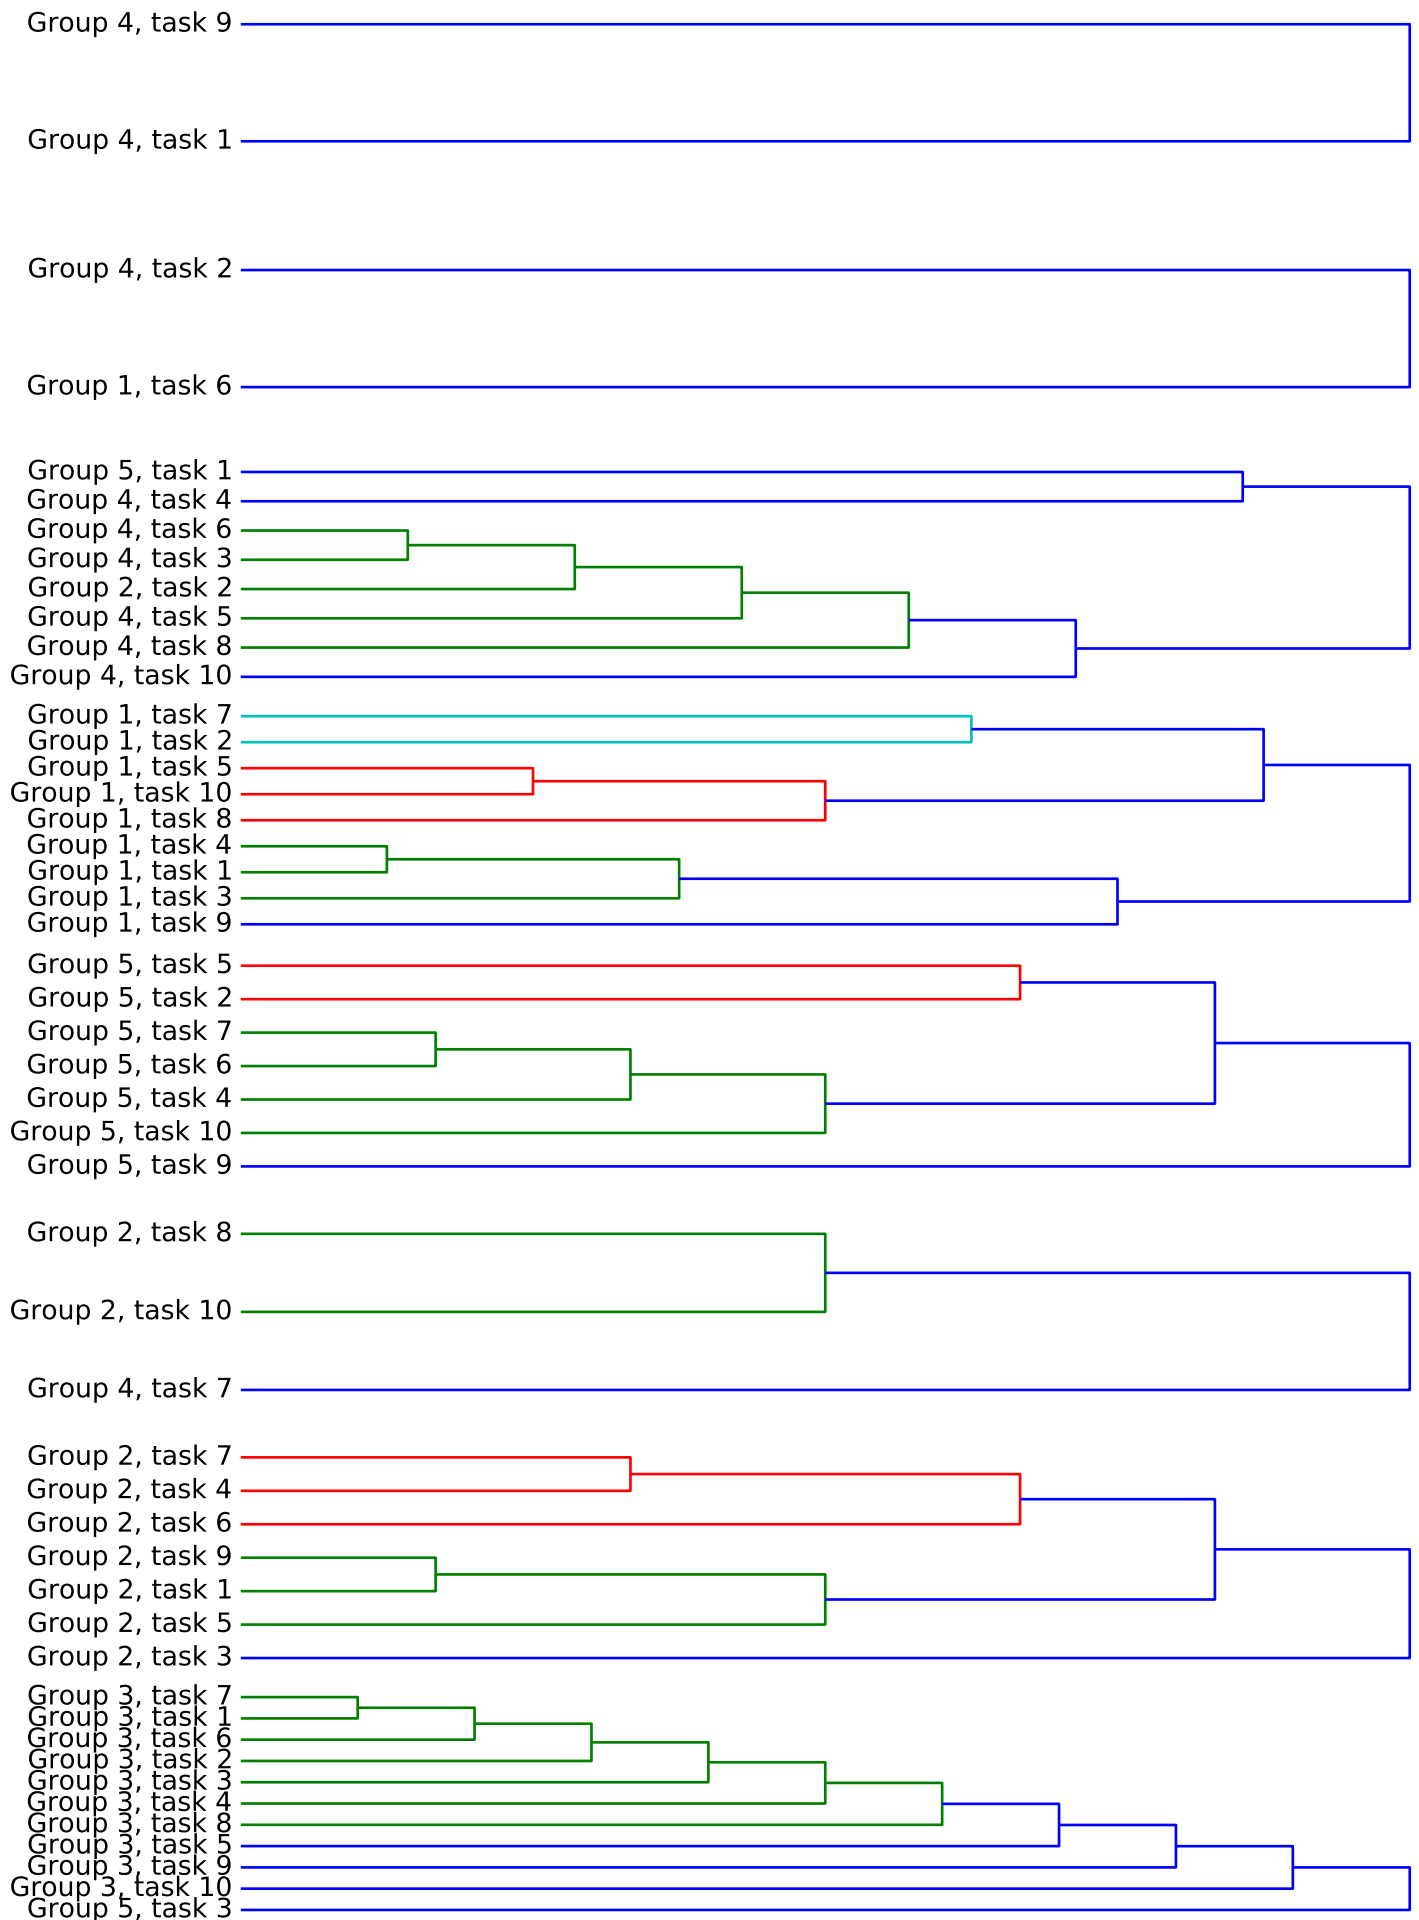 Group 4, task 9
Group 4, task 1
Group 4, task 2
Group 1, task 6
Group 5, task 1
Group 4, task 4
Group 4, task 6
Group 4, task 3
Group 2, task 2
Group 4, task 5
Group 4, task 8
Group 4, task 10
Group 1, task 7
Group 1, task 2
Group 1, task 5
Group 1, task 10
Group 1, task 8
Group 1, task 4
Group 1, task 1
Group 1, task 3
Group 1, task 9
Group 5, task 5
Group 5, task 2
Group 5, task 7
Group 5, task 6
Group 5, task 4
Group 5, task 10
Group 5, task 9
Group 2, task 8
Group 2, task 10
Group 4, task 7
Group 2, task 7
Group 2, task 4
Group 2, task 6
Group 2, task 9
Group 2, task 1
Group 2, task 5
Group 2, task 3
Group 3, task 7
Group 3, task 1
Group 3, task 6
Group 3, task 2
Group 3, task 3
Group 3, task 4
Group 3, task 8
Group 3, task 5
Group 3, task 9
Group 3, task 10
Group 5, task 3